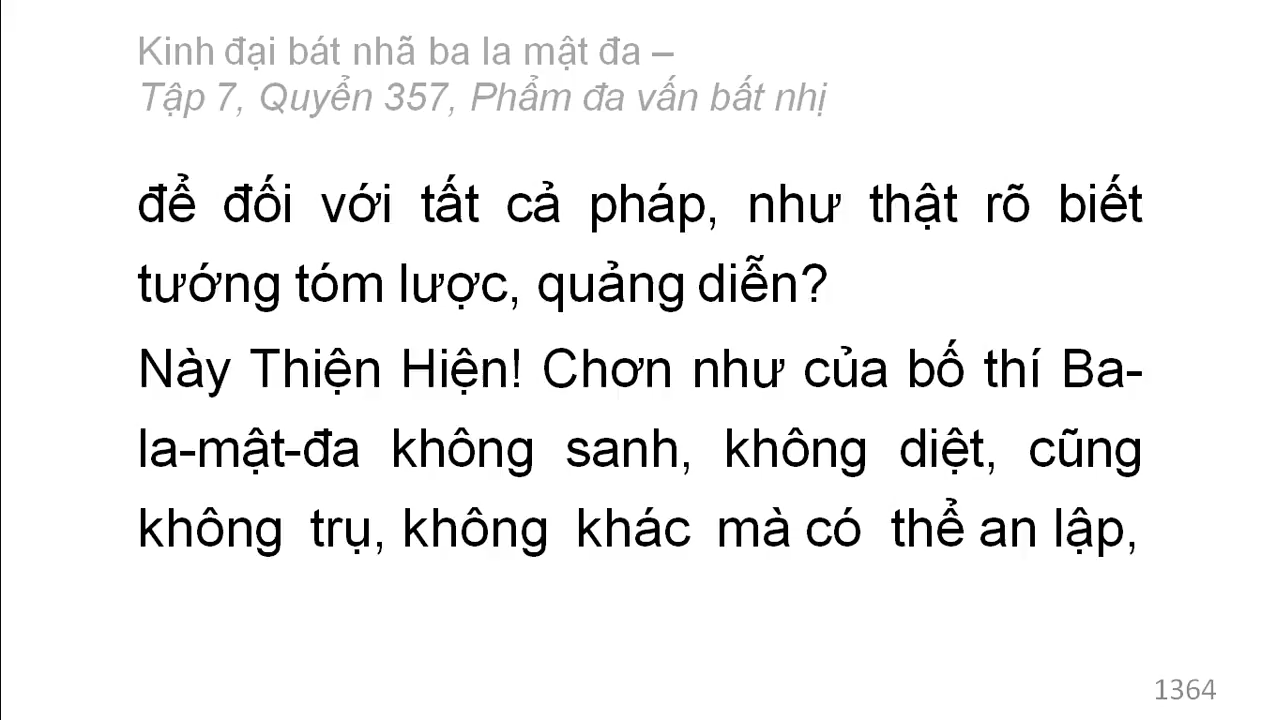 Kinh đại bát nhã ba la mật đa –
Tập 7, Quyển 357, Phẩm đa vấn bất nhị
để đối với tất cả pháp, như thật rõ biết
tướng tóm lược, quảng diễn?
Này Thiện Hiện! Chơn như của bố thí Ba-
la-mật-đa không sanh, không diệt, cũng
không trụ, không khác mà có thể an lập,
1364